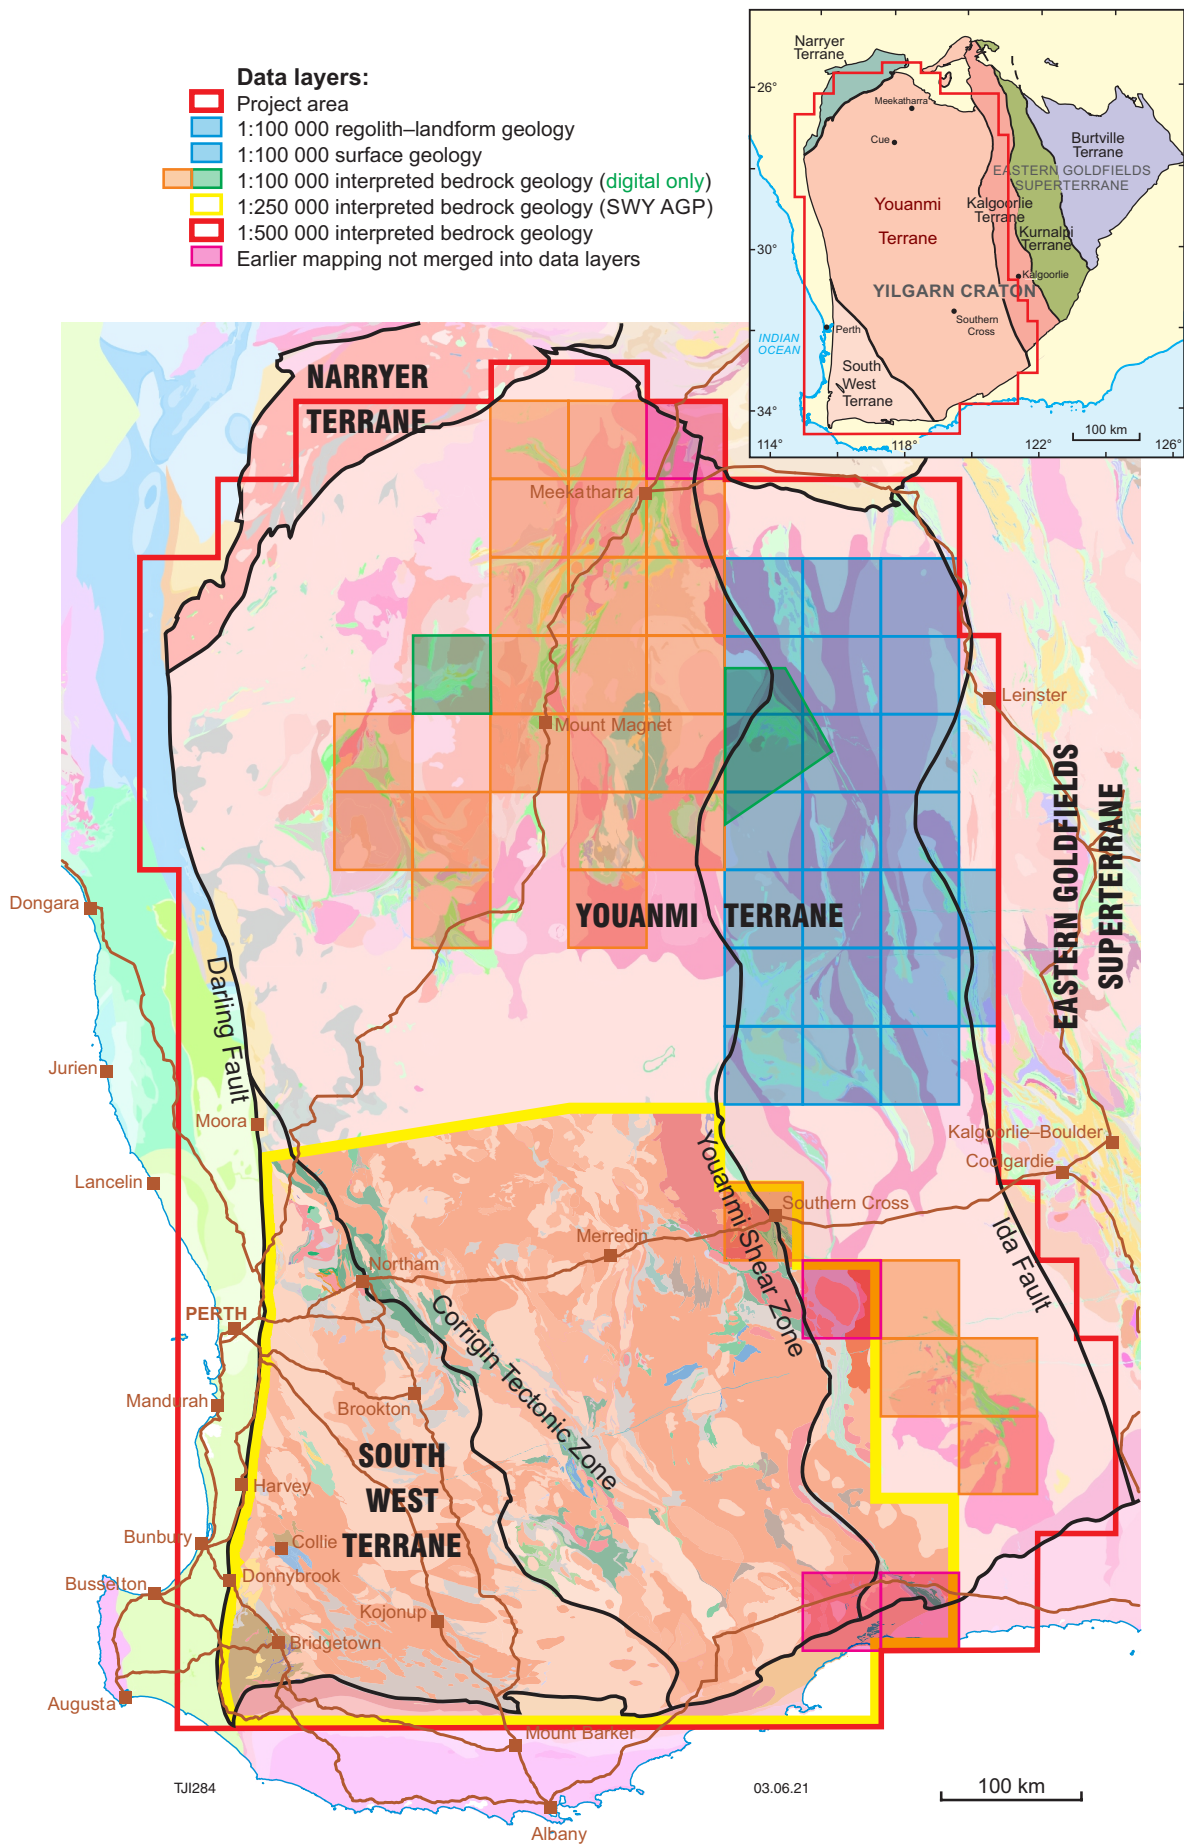 Data layers:
Project area
1:100 000 regolith–landform geology
1:100 000 surface geology
1:100 000 interpreted bedrock geology (digital only)
1:250 000 interpreted bedrock geology (SWY AGP)
1:500 000 interpreted bedrock geology
Earlier mapping not merged into data layers
Narryer
Terrane
26°
Meekatharra
Cue
Burtville
Terrane
EASTERN GOLDFIELDS
SUPERTERRANE
Youanmi
Terrane
Kalgoorlie
Terrane
Kurnalpi
Terrane
30°
Kalgoorlie
YILGARN CRATON
Southern
Cross
Perth
INDIAN
OCEAN
South
West
Terrane
34°
100 km
114°
118°
122°
126°
NARRYER
TERRANE
Meekatharra
Leinster
Mount Magnet
EASTERN GOLDFIELDS
SUPERTERRANE
Dongara
YOUANMI TERRANE
Darling Fault
Jurien
Moora
Kalgoorlie–Boulder
Coolgardie
Lancelin
Youanmi Shear Zone
Southern Cross
Merredin
Ida Fault
Northam
PERTH
Corrigin Tectonic Zone
Mandurah
Brookton
SOUTH
WEST
TERRANE
Harvey
Bunbury
Collie
Busselton
Donnybrook
Kojonup
Bridgetown
Augusta
Mount Barker
TJI284
03.06.21
100 km
Albany